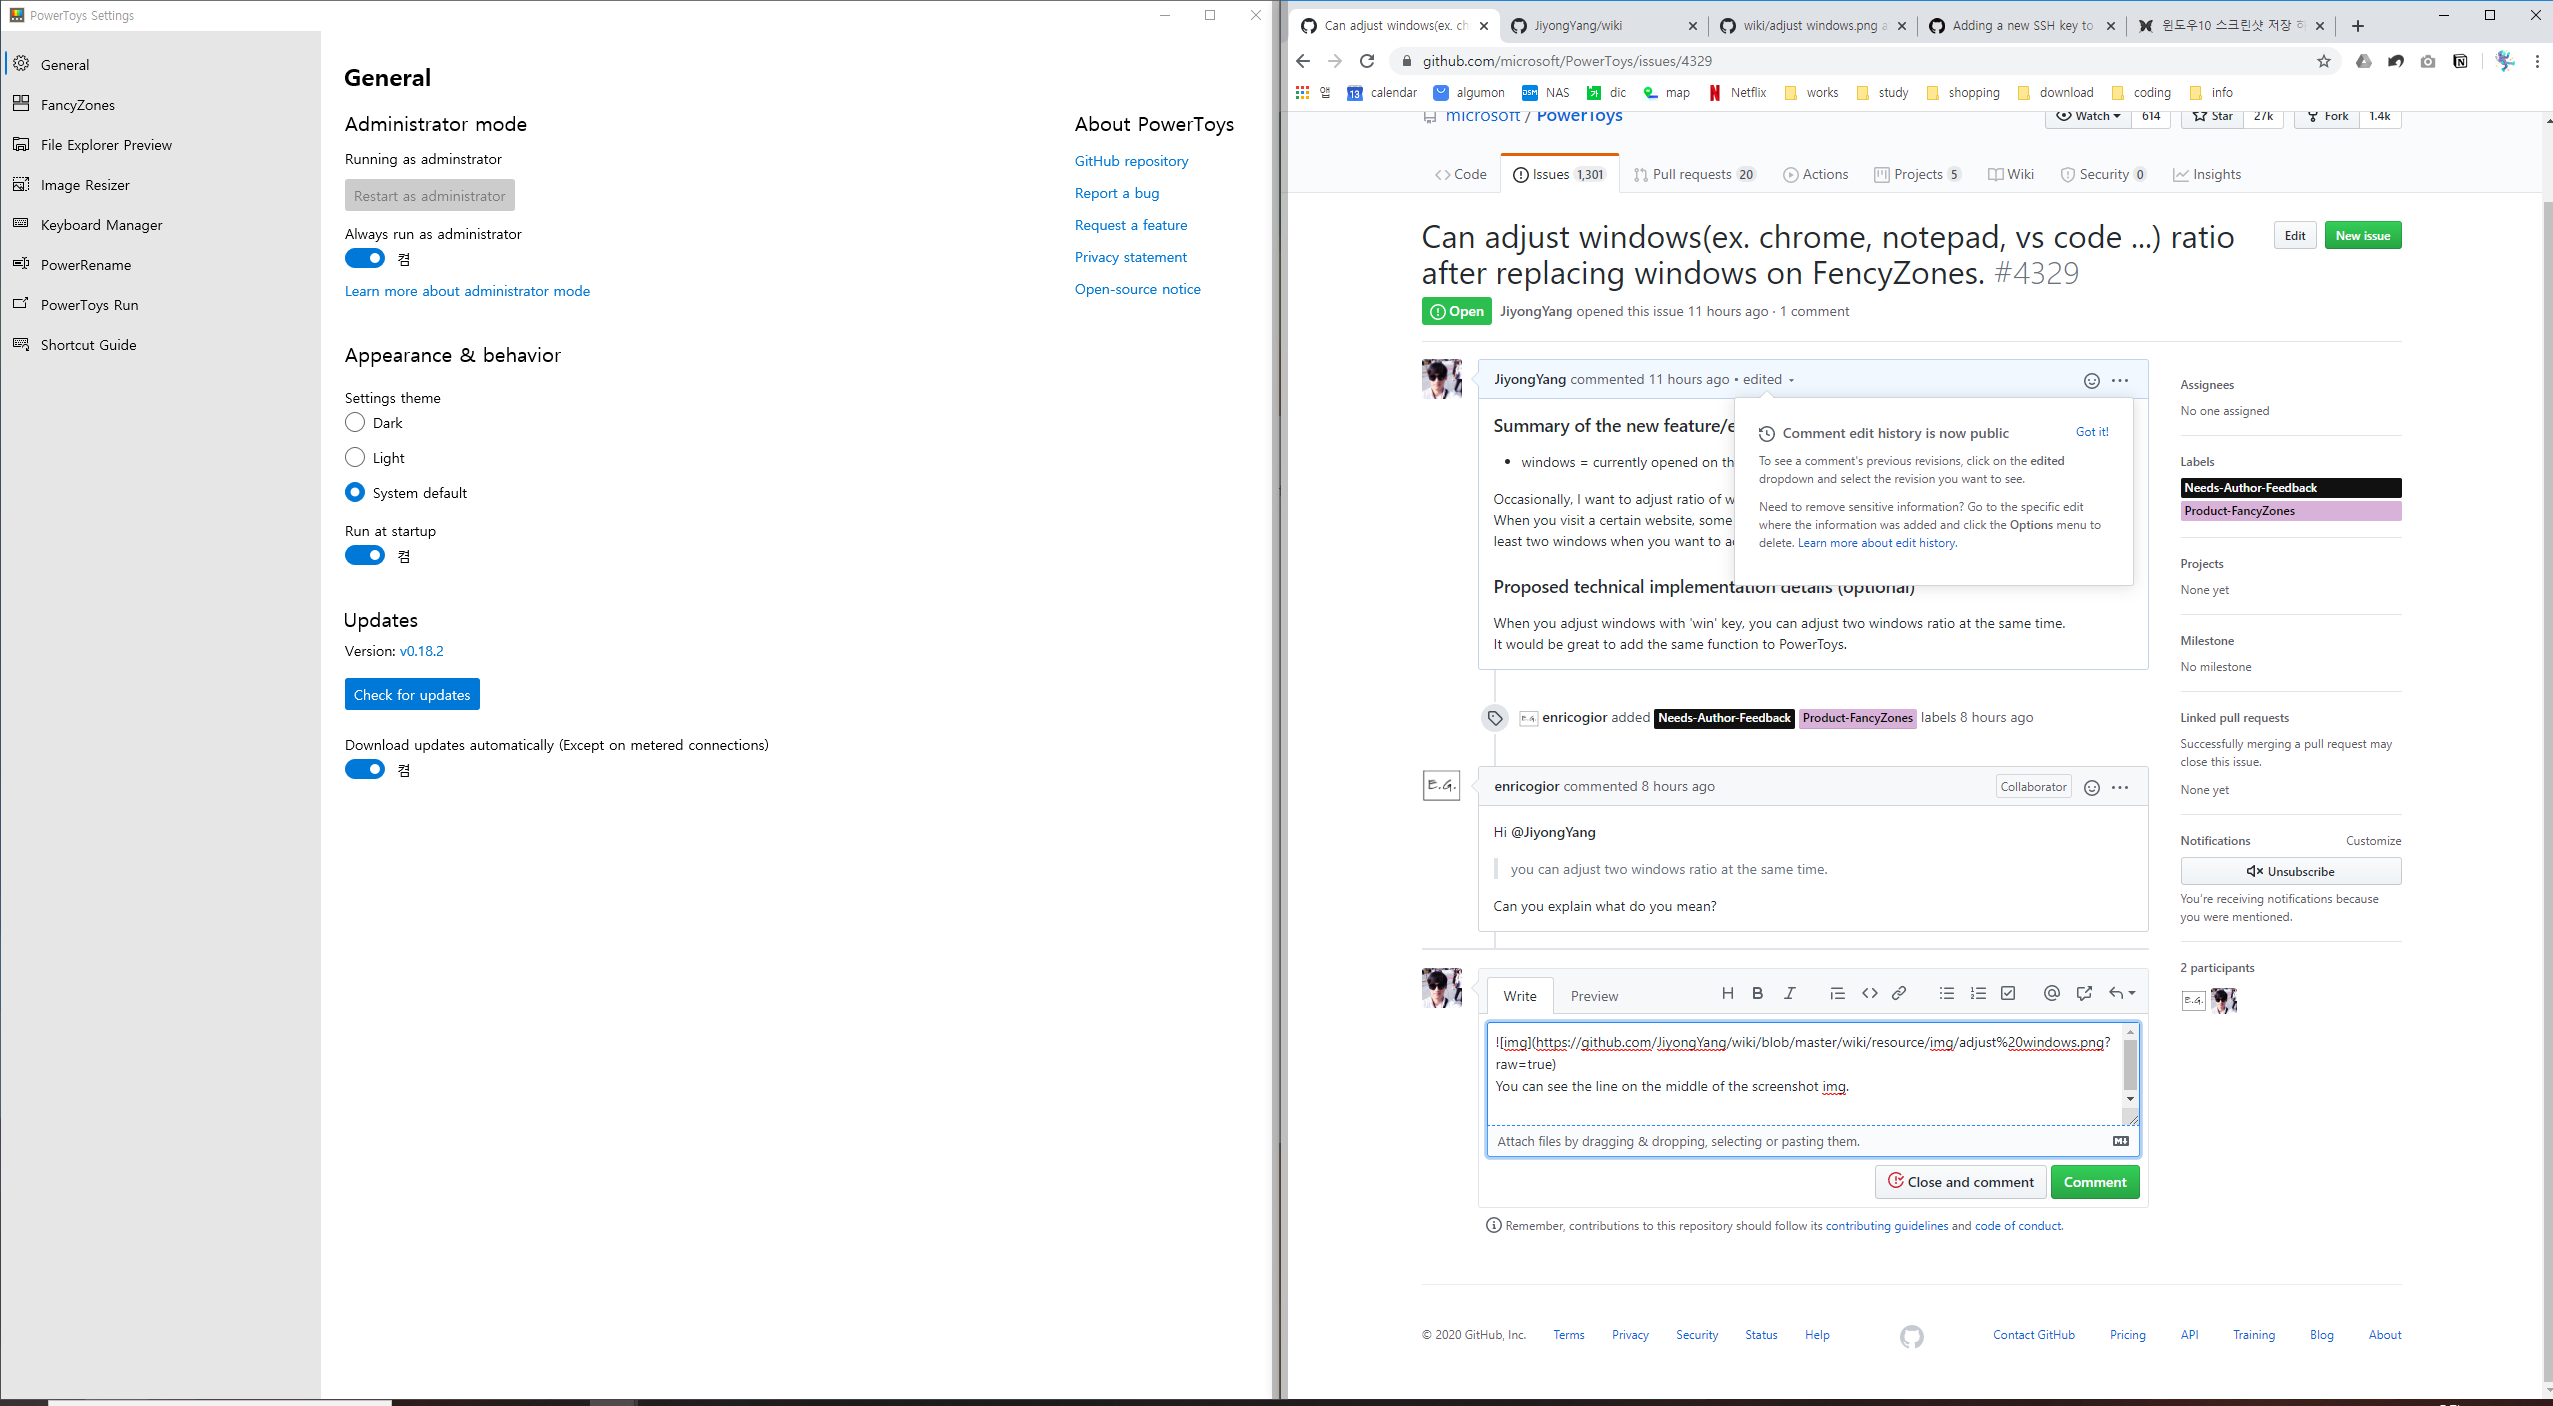 PowerToys Settings
General
FancyZones
File Explorer Preview
Image Resizer
Keyboard Manager
PowerRename
PowerToys Run
Shortcut Guide
General
Administrator mode
Running as adminstrator
Restart as administrator
Always run as administrator
켬
Learn more about administrator mode
Appearance & behavior
Settings theme
Dark
Light
System default
Run at startup
켬
Updates
Version: v0.18.2
Check for updates
Download updates automatically (Except on metered connections)
켬
About PowerToys
GitHub repository
Report a bug
Request a feature
Privacy statement
Open-source notice
Can adjust windows(ex. ch
JiyongYang/wiki
wiki/adjust windows.png a
Adding a new SSH key to
윈도우10 스크린샷 저장
github.com/microsoft/PowerToys/issues/4329
앱 13 calendar algumon DSM NAS dic map Netflix works study shopping download coding info
microsoft / PowerToys
Watch 614 Star 27k Fork 1.4k
Code Issues 1,301 Pull requests 20 Actions Projects 5 Wiki Security 0 Insights
Can adjust windows(ex. chrome, notepad, vs code ...) ratio
after replacing windows on FencyZones. #4329
Edit New issue
Open JiyongYang opened this issue 11 hours ago · 1 comment
JiyongYang commented 11 hours ago • edited
Summary of the new feature/e
windows = currently opened on th
Occasionally, I want to adjust ratio of w
When you visit a certain website, some
least two windows when you want to a
Comment edit history is now public Got it!
To see a comment's previous revisions, click on the edited
dropdown and select the revision you want to see.
Need to remove sensitive information? Go to the specific edit
where the information was added and click the Options menu to
delete. Learn more about edit history.
Proposed technical implementation details (optional)
When you adjust windows with 'win' key, you can adjust two windows ratio at the same time.
It would be great to add the same function to PowerToys.
E.G. enricogior added Needs-Author-Feedback Product-FancyZones labels 8 hours ago
E.G.
enricogior commented 8 hours ago Collaborator
Hi @JiyongYang
you can adjust two windows ratio at the same time.
Can you explain what do you mean?
Write Preview
![img](https://github.com/JiyongYang/wiki/blob/master/wiki/resource/img/adjust%20windows.png?
raw=true)
You can see the line on the middle of the screenshot img.
Attach files by dragging & dropping, selecting or pasting them.
Close and comment Comment
Remember, contributions to this repository should follow its contributing guidelines and code of conduct.
Assignees
No one assigned
Labels
Needs-Author-Feedback
Product-FancyZones
Projects
None yet
Milestone
No milestone
Linked pull requests
Successfully merging a pull request may
close this issue.
None yet
Notifications Customize
Unsubscribe
You're receiving notifications because
you were mentioned.
2 participants
E.G.
© 2020 GitHub, Inc. Terms Privacy Security Status Help Contact GitHub Pricing API Training Blog About